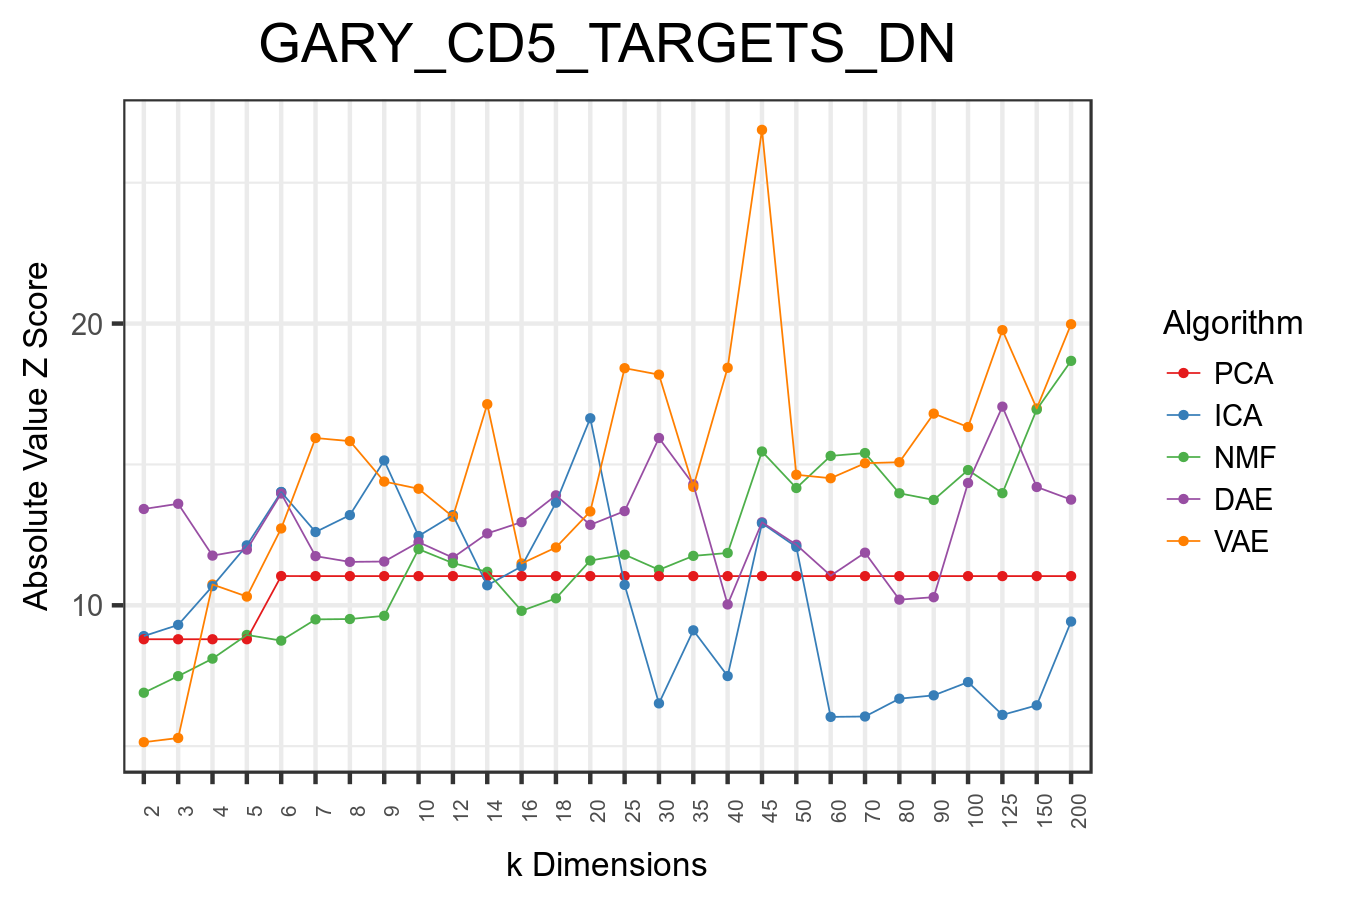 GARY_CD5_TARGETS_DN
Absolute Value Z Score
20
10
2 3 4 5 6 7 8 9 10 12 14 16 18 20 25 30 35 40 45 50 60 70 80 90 100 125 150 200
k Dimensions
Algorithm
PCA
ICA
NMF
DAE
VAE